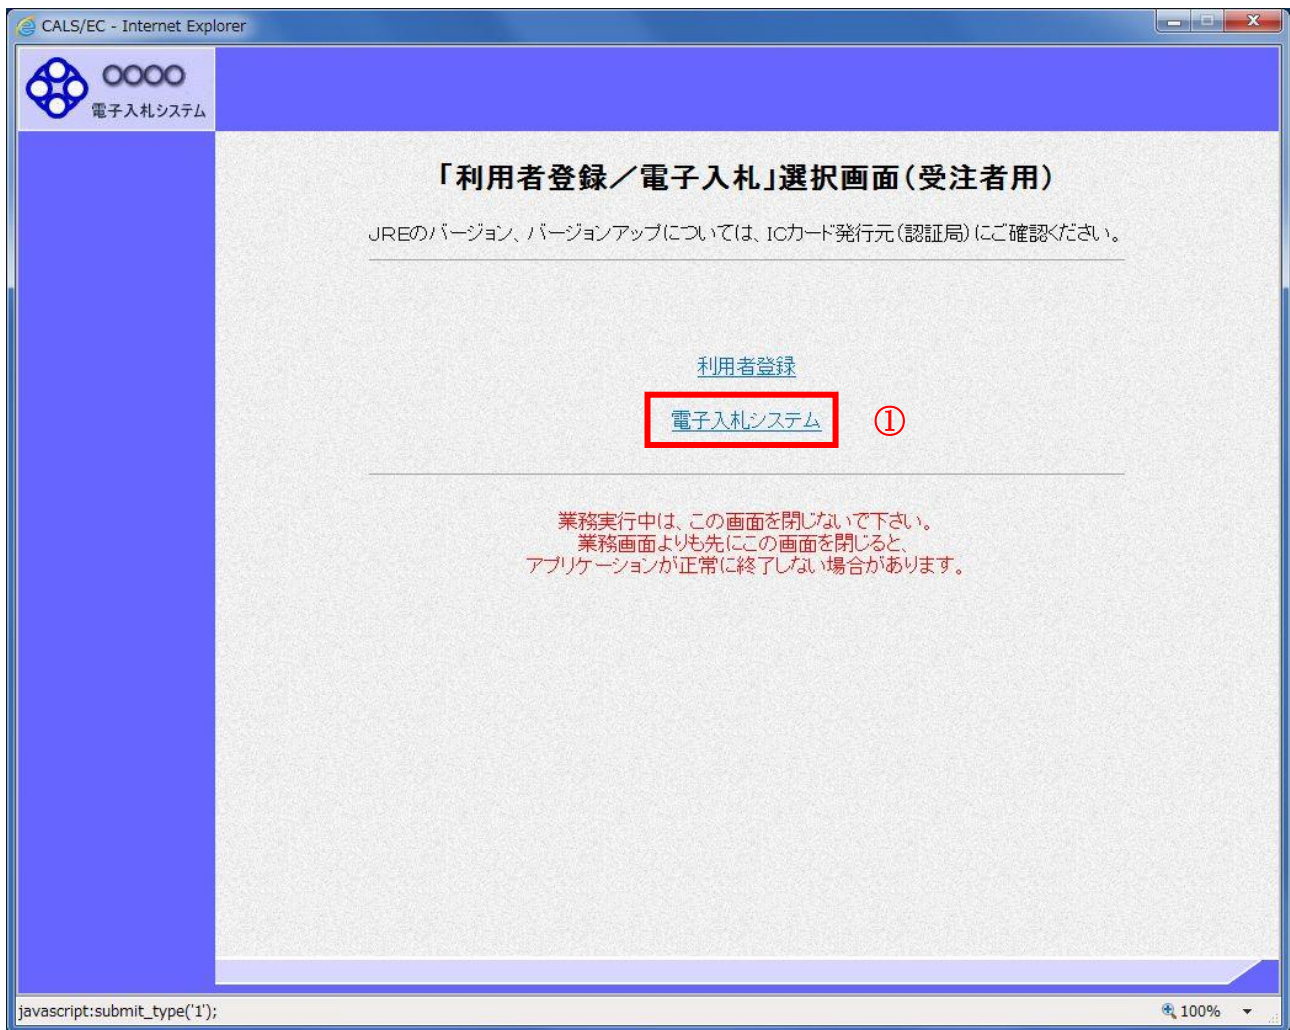 CALS/EC - Internet Explorer
○○○○
電子入札システム
「利用者登録／電子入札」選択画面(受注者用)
JREのバージョン、バージョンアップについては、ICカード発行元(認証局)にご確認ください。
利用者登録
電子入札システム ①
業務実行中は、この画面を閉じないで下さい。
業務画面よりも先にこの画面を閉じると、
アプリケーションが正常に終了しない場合があります。
javascript:submit_type('1');
100%